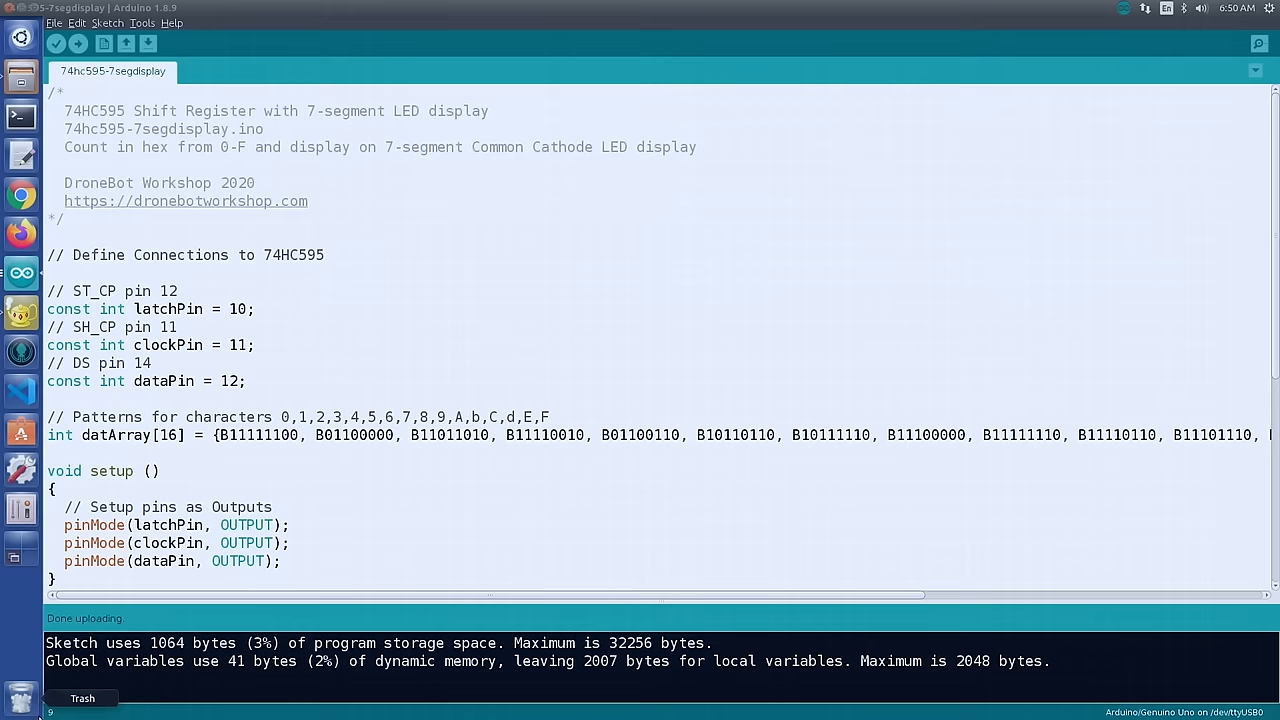 5-7segdisplay | Arduino 1.8.9
En
6:50 AM
File Edit Sketch Tools Help
74hc595-7segdisplay
/*
74HC595 Shift Register with 7-segment LED display
74hc595-7segdisplay.ino
Count in hex from 0-F and display on 7-segment Common Cathode LED display
DroneBot Workshop 2020
https://dronebotworkshop.com
*/
// Define Connections to 74HC595
// ST_CP pin 12
const int latchPin = 10;
// SH_CP pin 11
const int clockPin = 11;
// DS pin 14
const int dataPin = 12;
// Patterns for characters 0,1,2,3,4,5,6,7,8,9,A,b,C,d,E,F
int datArray[16] = {B11111100, B01100000, B11011010, B11110010, B01100110, B10110110, B10111110, B11100000, B11111110, B11110110, B11101110,
void setup ()
{
// Setup pins as Outputs
pinMode(latchPin, OUTPUT);
pinMode(clockPin, OUTPUT);
pinMode(dataPin, OUTPUT);
}
Done uploading.
Sketch uses 1064 bytes (3%) of program storage space. Maximum is 32256 bytes.
Global variables use 41 bytes (2%) of dynamic memory, leaving 2007 bytes for local variables. Maximum is 2048 bytes.
Trash
9
Arduino/Genuino Uno on /dev/ttyUSB0